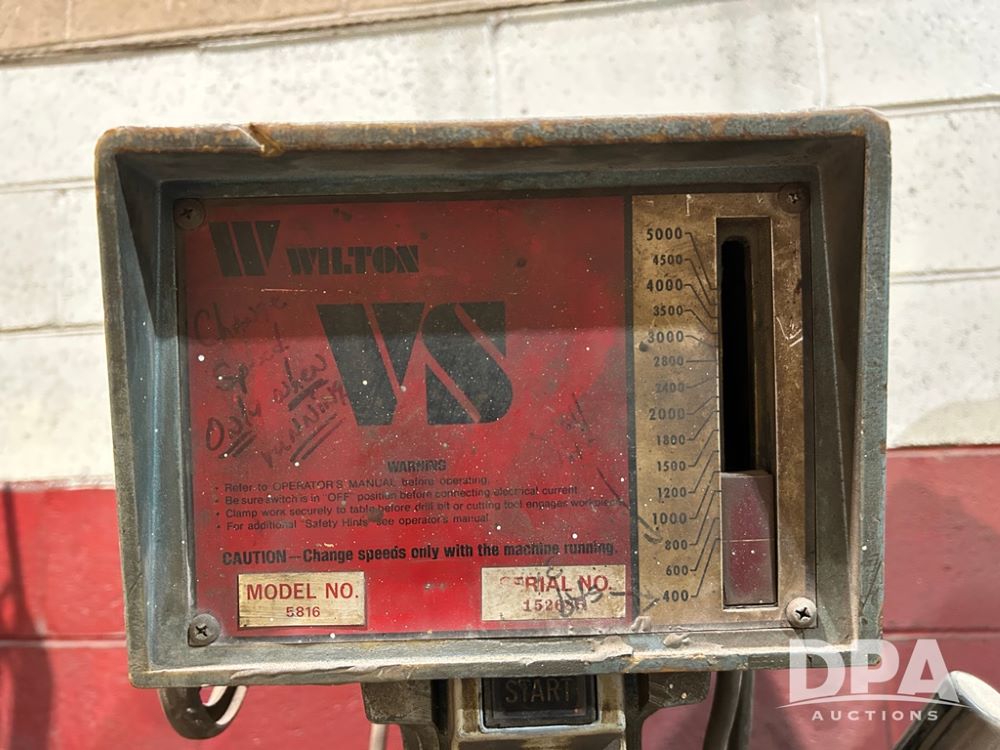 W WILTON
VS
Change
Speed
Only when
running
WARNING
• Refer to OPERATOR'S MANUAL before operating.
• Be sure switch is in "OFF" position before connecting electrical current
• Clamp work securely to table before drill bit or cutting tool engages workpiece.
• For additional "Safety Hints" see operator's manual.
CAUTION—Change speeds only with the machine running.
MODEL NO.
5816
SERIAL NO.
5000
4500
4000
3500
3000
2800
2400
2000
1800
1500
1200
1000
800
600
400
START
DPA
AUCTIONS